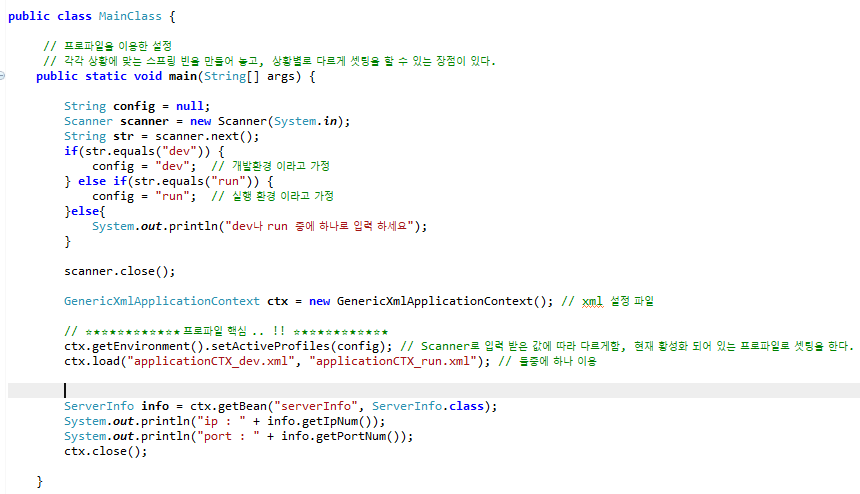 public class MainClass {
// 프로파일을 이용한 설정
// 각각 상황에 맞는 스프링 빈을 만들어 놓고, 상황별로 다르게 셋팅을 할 수 있는 장점이 있다.
public static void main(String[] args) {
String config = null;
Scanner scanner = new Scanner(System.in);
String str = scanner.next();
if(str.equals("dev")) {
config = "dev";  // 개발환경 이라고 가정
} else if(str.equals("run")) {
config = "run";  // 실행 환경 이라고 가정
}else{
System.out.println("dev나 run 중에 하나로 입력 하세요");
}
scanner.close();
GenericXmlApplicationContext ctx = new GenericXmlApplicationContext(); // xml 설정 파일
// ☆★☆★☆★☆★☆★☆★ 프로파일 핵심 .. !! ☆★☆★☆★☆★☆★☆★
ctx.getEnvironment().setActiveProfiles(config); // Scanner로 입력 받은 값에 따라 다르게함, 현재 활성화 되어 있는 프로파일로 셋팅을 한다.
ctx.load("applicationCTX_dev.xml", "applicationCTX_run.xml"); // 둘중에 하나 이용
ServerInfo info = ctx.getBean("serverInfo", ServerInfo.class);
System.out.println("ip : " + info.getIpNum());
System.out.println("port : " + info.getPortNum());
ctx.close();
}